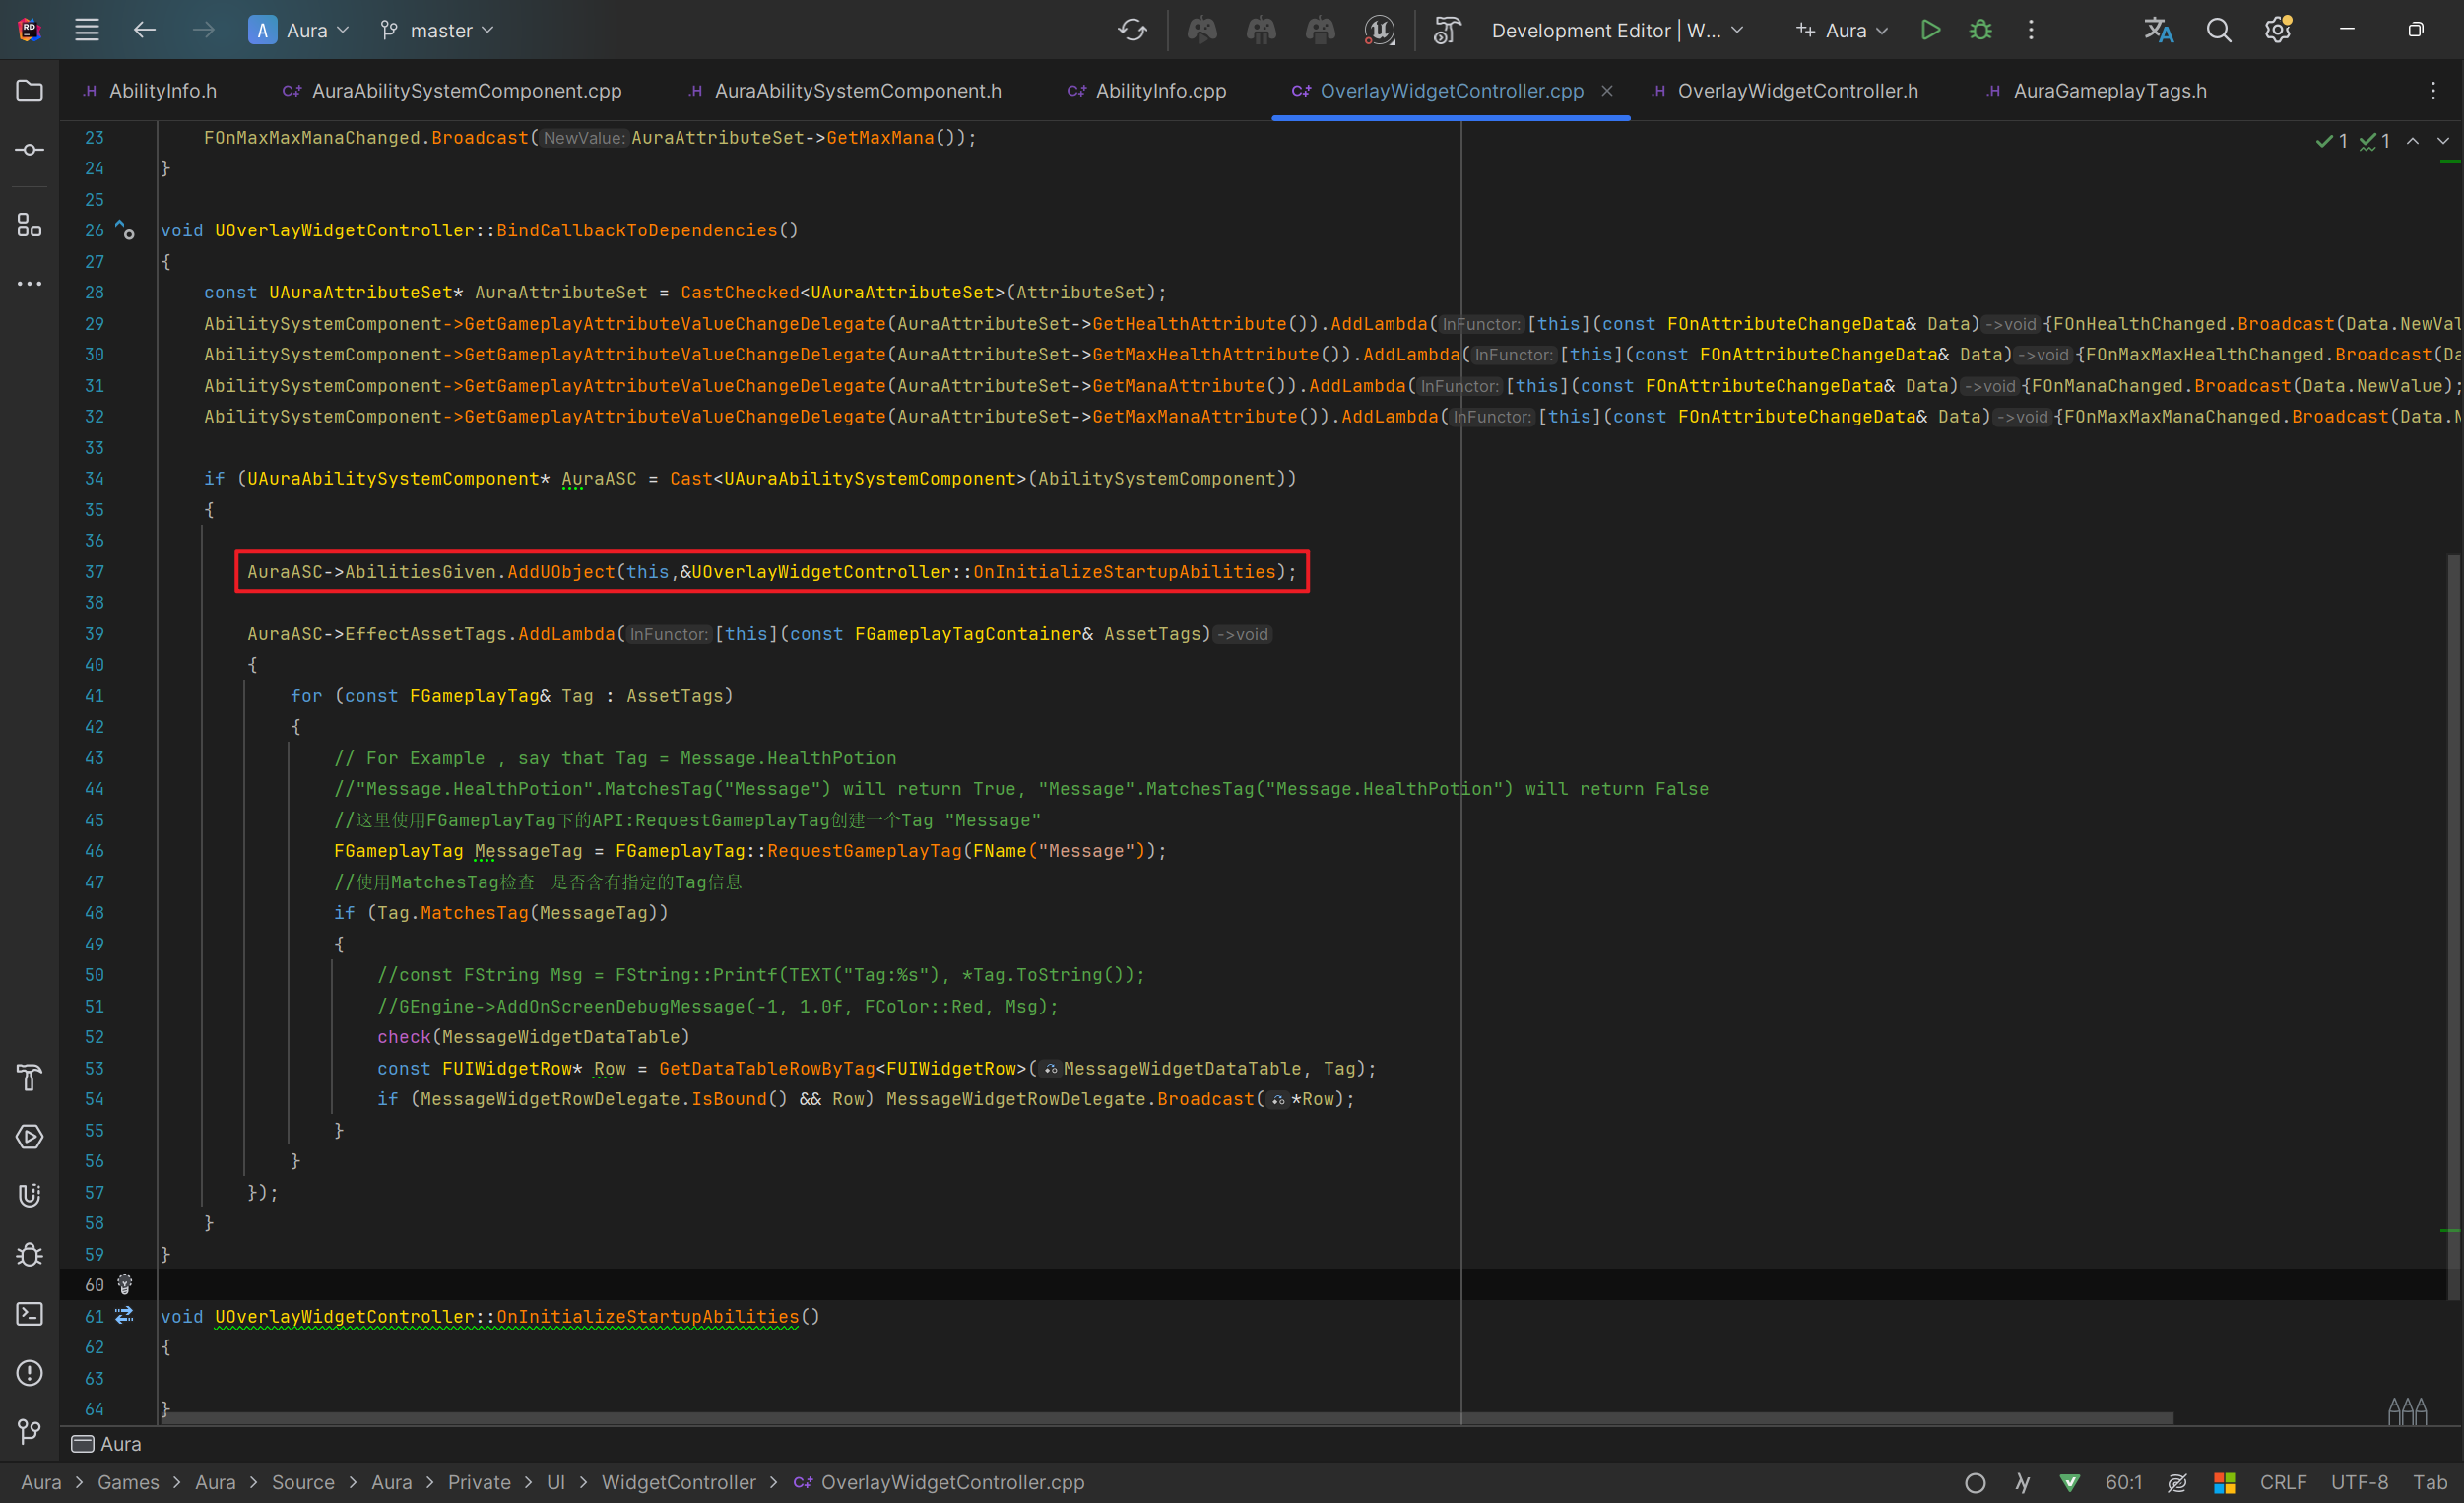 A Aura master Development Editor | W... Aura
AbilityInfo.h AuraAbilitySystemComponent.cpp AuraAbilitySystemComponent.h AbilityInfo.cpp OverlayWidgetController.cpp OverlayWidgetController.h AuraGameplayTags.h
23 FOnMaxMaxManaChanged.Broadcast( NewValue: AuraAttributeSet->GetMaxMana());
1 1
24 }
25
26 void UOverlayWidgetController::BindCallbackToDependencies()
27 {
28 const UAuraAttributeSet* AuraAttributeSet = CastChecked<UAuraAttributeSet>(AttributeSet);
29 AbilitySystemComponent->GetGameplayAttributeValueChangeDelegate(AuraAttributeSet->GetHealthAttribute()).AddLambda( InFunctor: [this](const FOnAttributeChangeData& Data) ->void {FOnHealthChanged.Broadcast(Data.NewVal
30 AbilitySystemComponent->GetGameplayAttributeValueChangeDelegate(AuraAttributeSet->GetMaxHealthAttribute()).AddLambda( InFunctor: [this](const FOnAttributeChangeData& Data) ->void {FOnMaxMaxHealthChanged.Broadcast(Da
31 AbilitySystemComponent->GetGameplayAttributeValueChangeDelegate(AuraAttributeSet->GetManaAttribute()).AddLambda( InFunctor: [this](const FOnAttributeChangeData& Data) ->void {FOnManaChanged.Broadcast(Data.NewValue);
32 AbilitySystemComponent->GetGameplayAttributeValueChangeDelegate(AuraAttributeSet->GetMaxManaAttribute()).AddLambda( InFunctor: [this](const FOnAttributeChangeData& Data) ->void {FOnMaxMaxManaChanged.Broadcast(Data.N
33
34 if (UAuraAbilitySystemComponent* AuraASC = Cast<UAuraAbilitySystemComponent>(AbilitySystemComponent))
35 {
36
37 AuraASC->AbilitiesGiven.AddUObject(this,&UOverlayWidgetController::OnInitializeStartupAbilities);
38
39 AuraASC->EffectAssetTags.AddLambda( InFunctor: [this](const FGameplayTagContainer& AssetTags) ->void
40 {
41 for (const FGameplayTag& Tag : AssetTags)
42 {
43 // For Example , say that Tag = Message.HealthPotion
44 //"Message.HealthPotion".MatchesTag("Message") will return True, "Message".MatchesTag("Message.HealthPotion") will return False
45 //这里使用FGameplayTag下的API:RequestGameplayTag创建一个Tag "Message"
46 FGameplayTag MessageTag = FGameplayTag::RequestGameplayTag(FName("Message"));
47 //使用MatchesTag检查 是否含有指定的Tag信息
48 if (Tag.MatchesTag(MessageTag))
49 {
50 //const FString Msg = FString::Printf(TEXT("Tag:%s"), *Tag.ToString());
51 //GEngine->AddOnScreenDebugMessage(-1, 1.0f, FColor::Red, Msg);
52 check(MessageWidgetDataTable)
53 const FUIWidgetRow* Row = GetDataTableRowByTag<FUIWidgetRow>(MessageWidgetDataTable, Tag);
54 if (MessageWidgetRowDelegate.IsBound() && Row) MessageWidgetRowDelegate.Broadcast(*Row);
55 }
56 }
57 });
58 }
59 }
60
61 void UOverlayWidgetController::OnInitializeStartupAbilities()
62 {
63
64 }
Aura
Aura > Games > Aura > Source > Aura > Private > UI > WidgetController > OverlayWidgetController.cpp 60:1 CRLF UTF-8 Tab